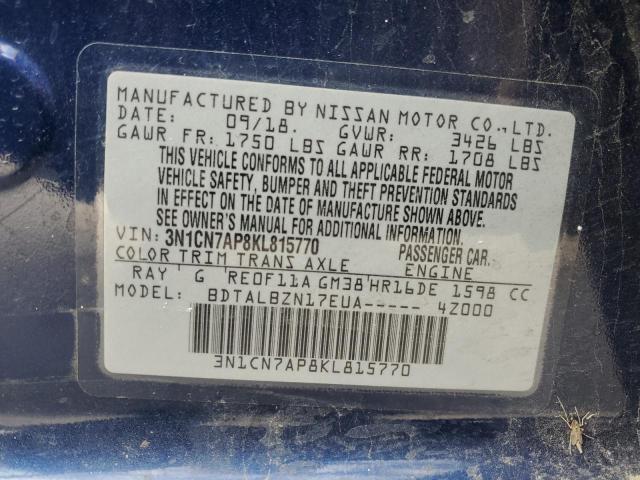 MANUFACTURED BY NISSAN MOTOR CO.,LTD.
DATE: 09/18. GVWR: 3426 LBS
GAWR FR: 1750 LBS GAWR RR: 1708 LBS
THIS VEHICLE CONFORMS TO ALL APPLICABLE FEDERAL MOTOR
VEHICLE SAFETY, BUMPER AND THEFT PREVENTION STANDARDS
IN EFFECT ON THE DATE OF MANUFACTURE SHOWN ABOVE.
SEE OWNER'S MANUAL FOR ADDITIONAL INFORMATION.
VIN: 3N1CN7AP8KL815770 PASSENGER CAR.
COLOR TRIM TRANS AXLE ENGINE
RAY G RE0F11A GM38 HR16DE 1598 CC
MODEL: BDTALBZN17EUA----- 4Z000
3N1CN7AP8KL815770